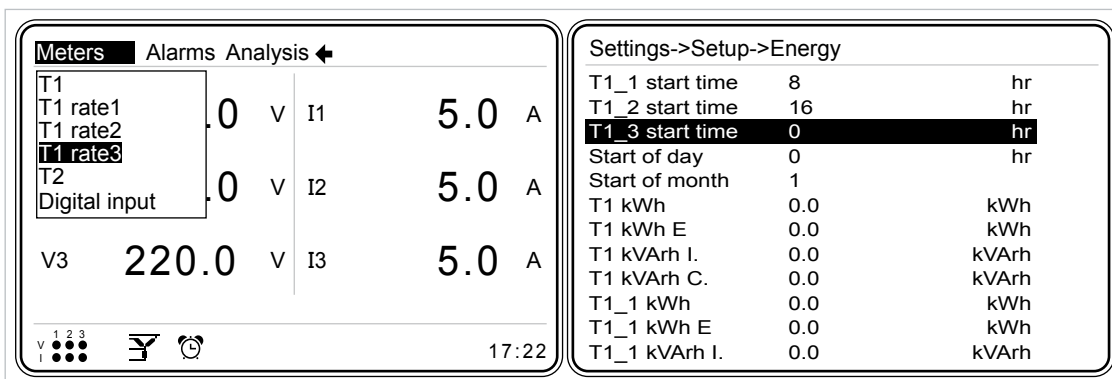 Meters Alarms Analysis
T1
T1 rate1
T1 rate2
T1 rate3
T2
Digital input
.0 V I1 5.0 A
.0 V I2 5.0 A
V3 220.0 V I3 5.0 A
1 2 3
V
I
17:22
Settings->Setup->Energy
T1_1 start time 8 hr
T1_2 start time 16 hr
T1_3 start time 0 hr
Start of day 0 hr
Start of month 1
T1 kWh 0.0 kWh
T1 kWh E 0.0 kWh
T1 kVArh I. 0.0 kVArh
T1 kVArh C. 0.0 kVArh
T1_1 kWh 0.0 kWh
T1_1 kWh E 0.0 kWh
T1_1 kVArh I. 0.0 kVArh